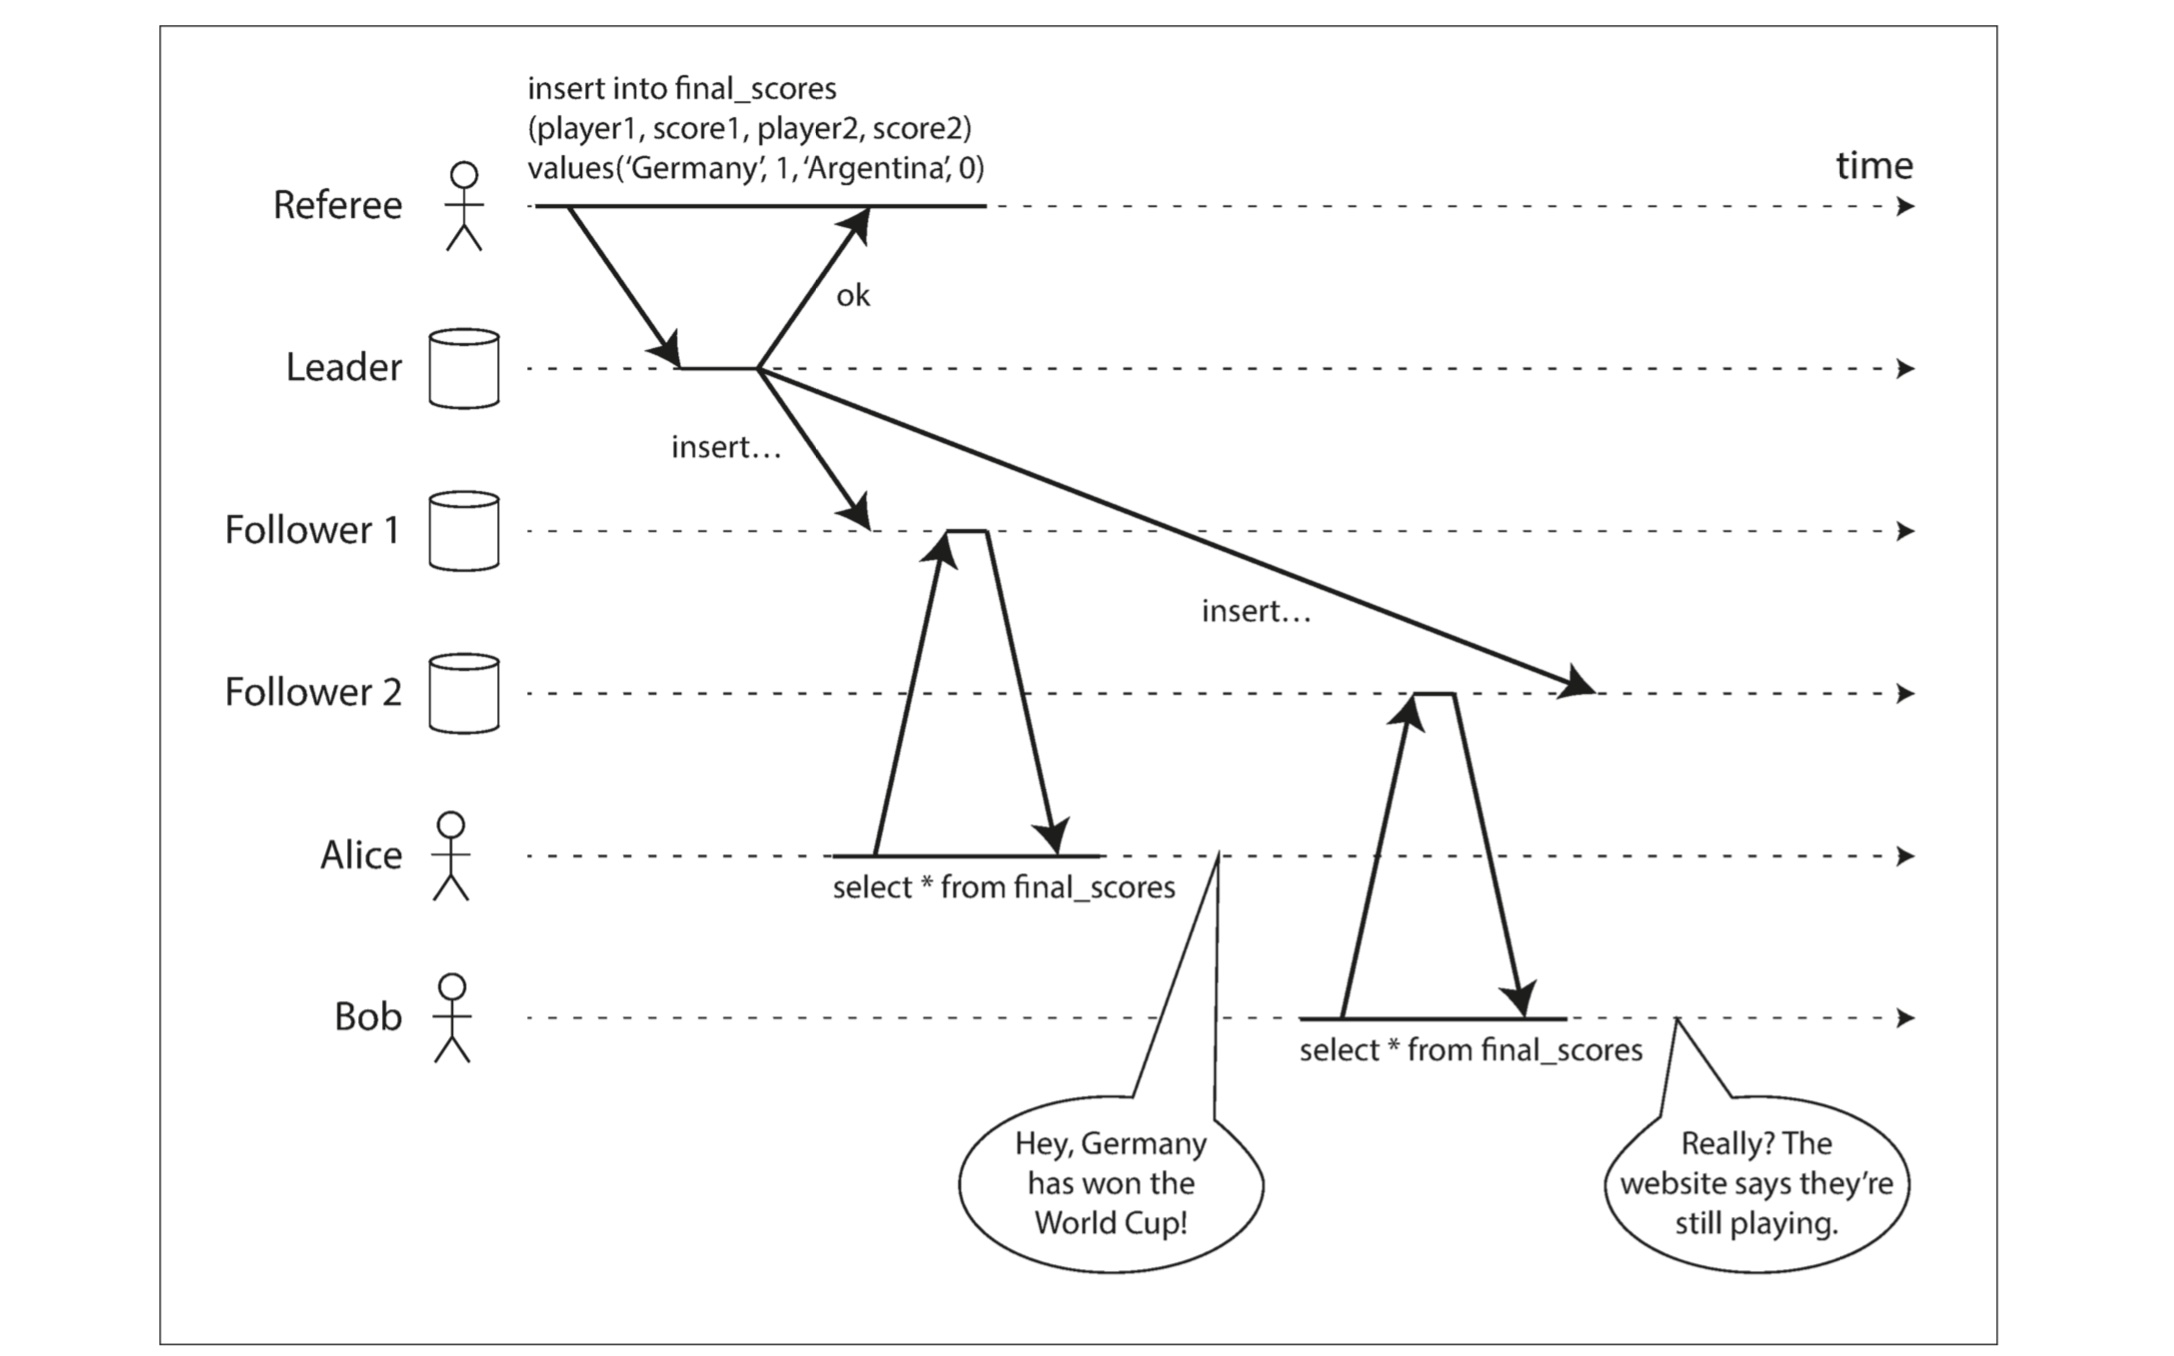 insert into final_scores
(player1, score1, player2, score2)
values(‘Germany’, 1, ‘Argentina’, 0)
time
Referee
ok
Leader
insert…
Follower 1
insert…
Follower 2
Alice
select * from final_scores
Bob
select * from final_scores
Hey, Germany
has won the
World Cup!
Really? The
website says they’re
still playing.